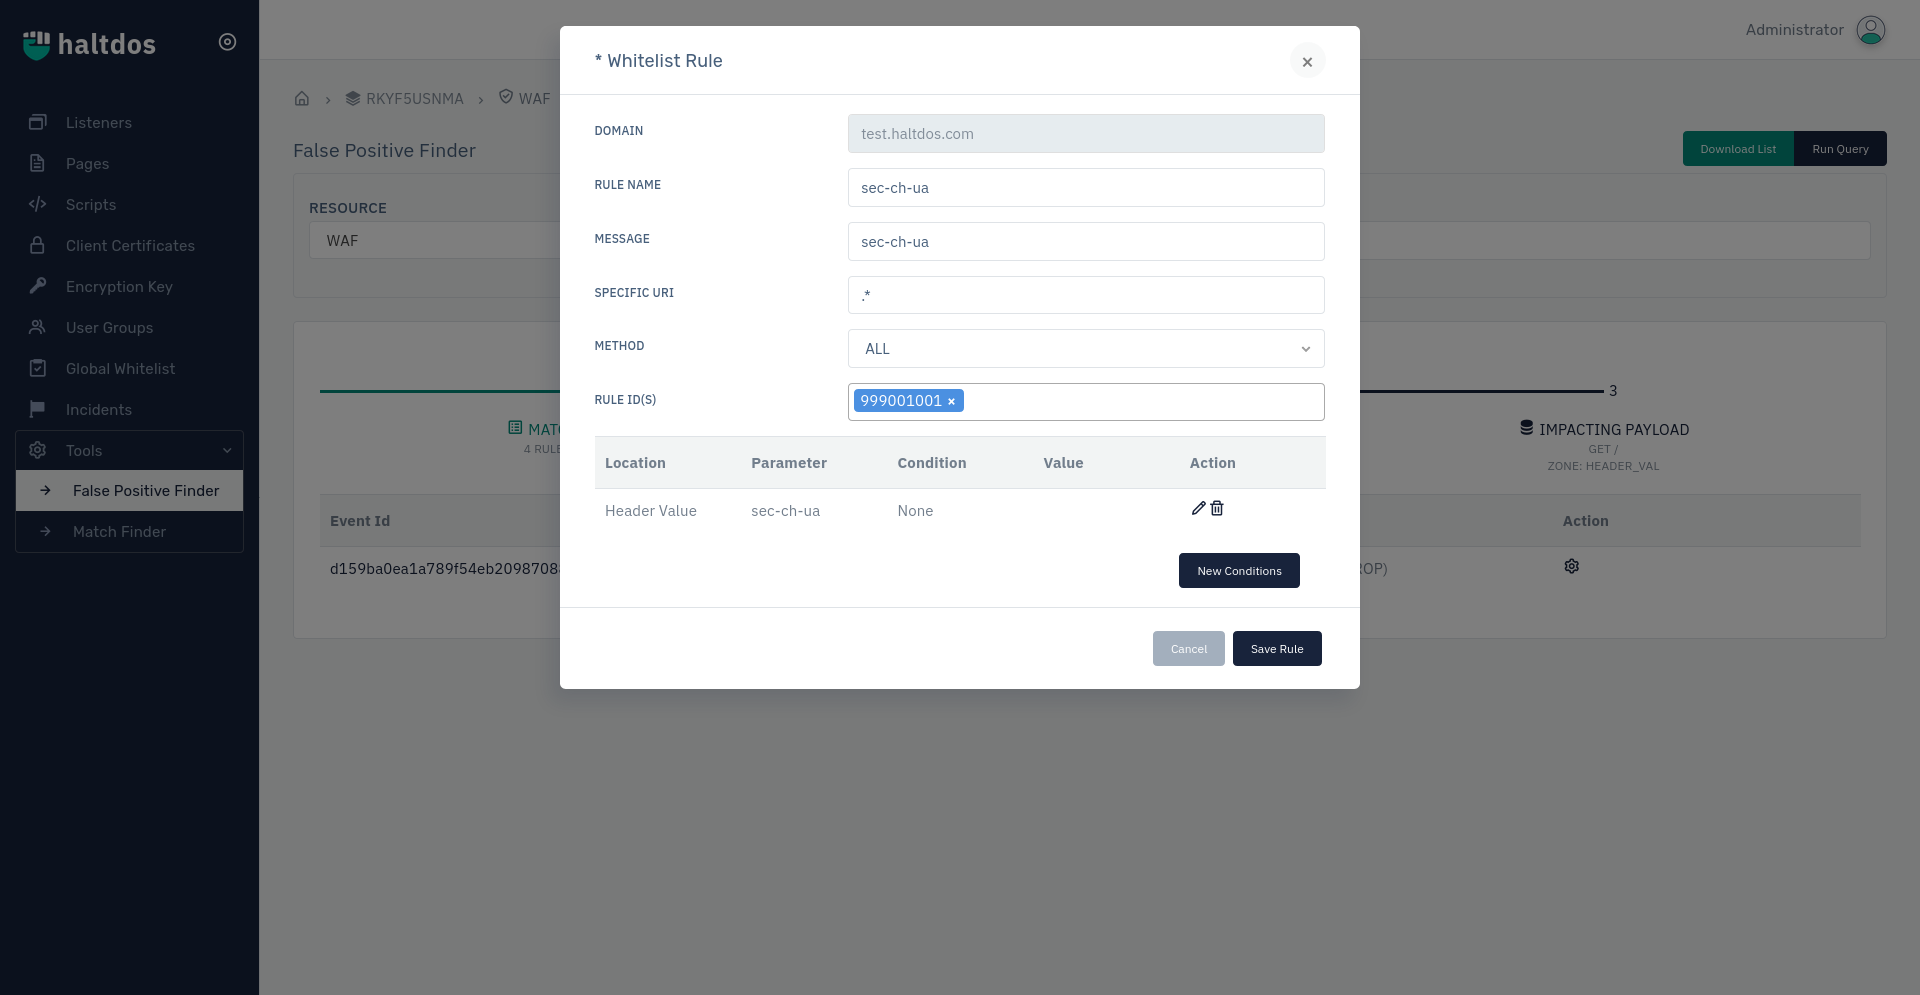 haltdos
Administrator
Listeners
Pages
Scripts
Client Certificates
Encryption Key
User Groups
Global Whitelist
Incidents
Tools
False Positive Finder
Match Finder
RKYF5USNMA
WAF
False Positive Finder
Download List
Run Query
RESOURCE
WAF
4 RULE
3
IMPACTING PAYLOAD
GET /
ZONE: HEADER_VAL
Event Id
Action
d159ba0ea1a789f54eb209870
* Whitelist Rule
×
DOMAIN
test.haltdos.com
RULE NAME
sec-ch-ua
MESSAGE
sec-ch-ua
SPECIFIC URI
.*
METHOD
ALL
RULE ID(S)
999001001 ×
Location Parameter Condition Value Action
Header Value sec-ch-ua None
New Conditions
Cancel
Save Rule